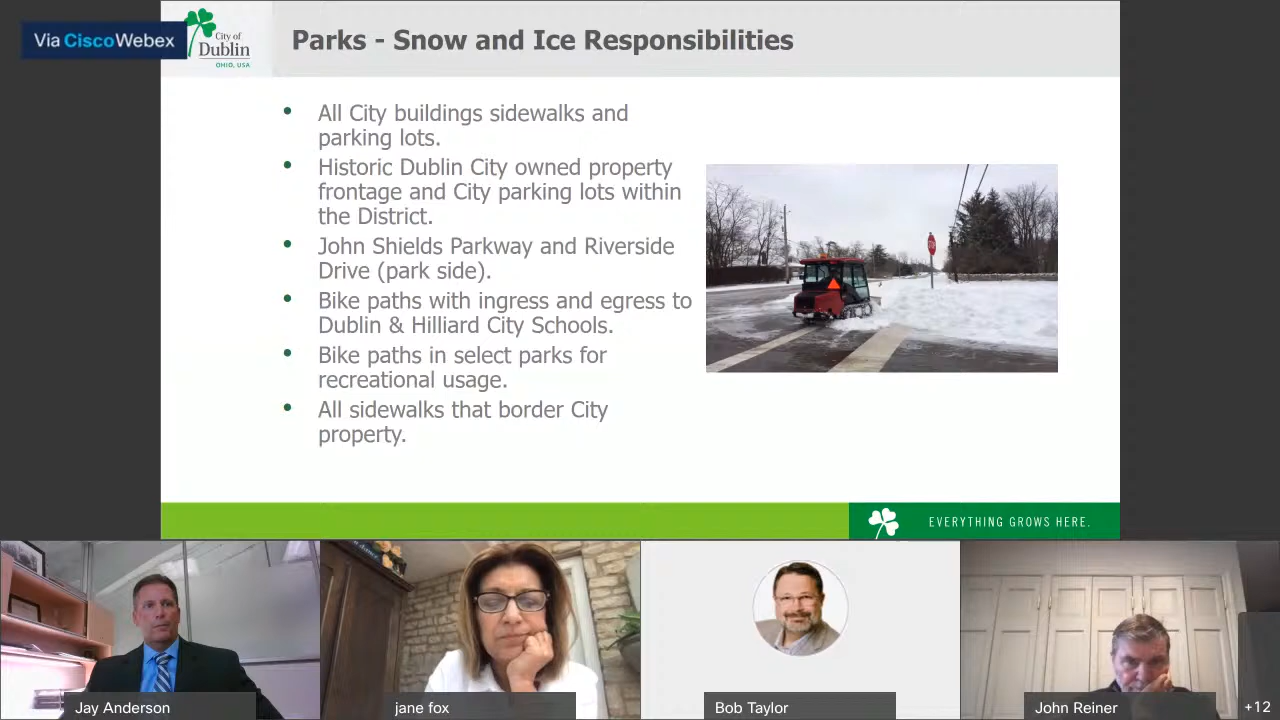 Via Cisco Webex
City of
Dublin
OHIO, USA
Parks - Snow and Ice Responsibilities
All City buildings sidewalks and
parking lots.
Historic Dublin City owned property
frontage and City parking lots within
the District.
John Shields Parkway and Riverside
Drive (park side).
Bike paths with ingress and egress to
Dublin & Hilliard City Schools.
Bike paths in select parks for
recreational usage.
All sidewalks that border City
property.
EVERYTHING GROWS HERE.
Jay Anderson
jane fox
Bob Taylor
John Reiner
+12